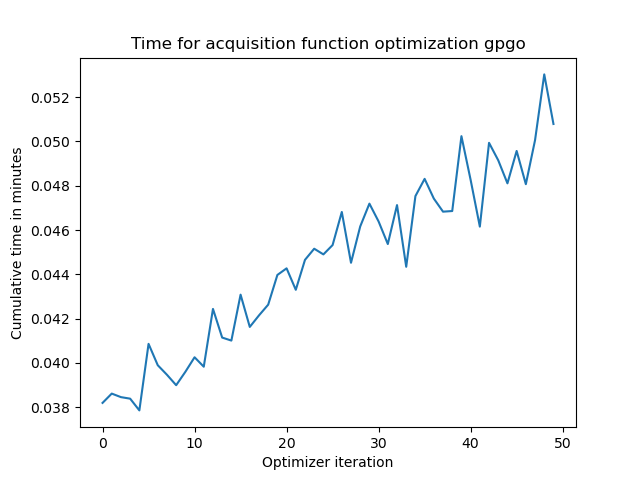 Time for acquisition function optimization gpgo
Cumulative time in minutes
0.052
0.050
0.048
0.046
0.044
0.042
0.040
0.038
0 10 20 30 40 50
Optimizer iteration